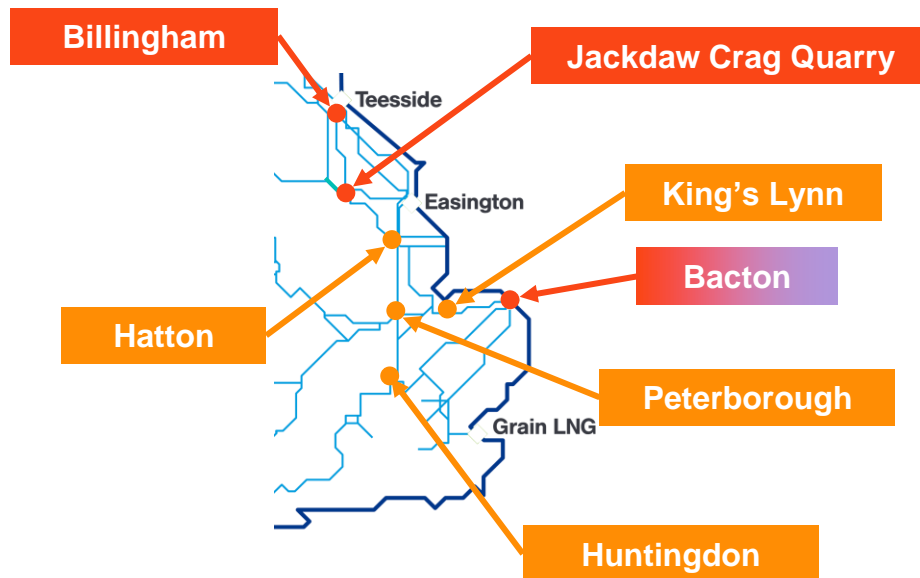 Billingham
Jackdaw Crag Quarry
Teesside
King’s Lynn
Easington
Bacton
Hatton
Peterborough
Grain LNG
Huntingdon